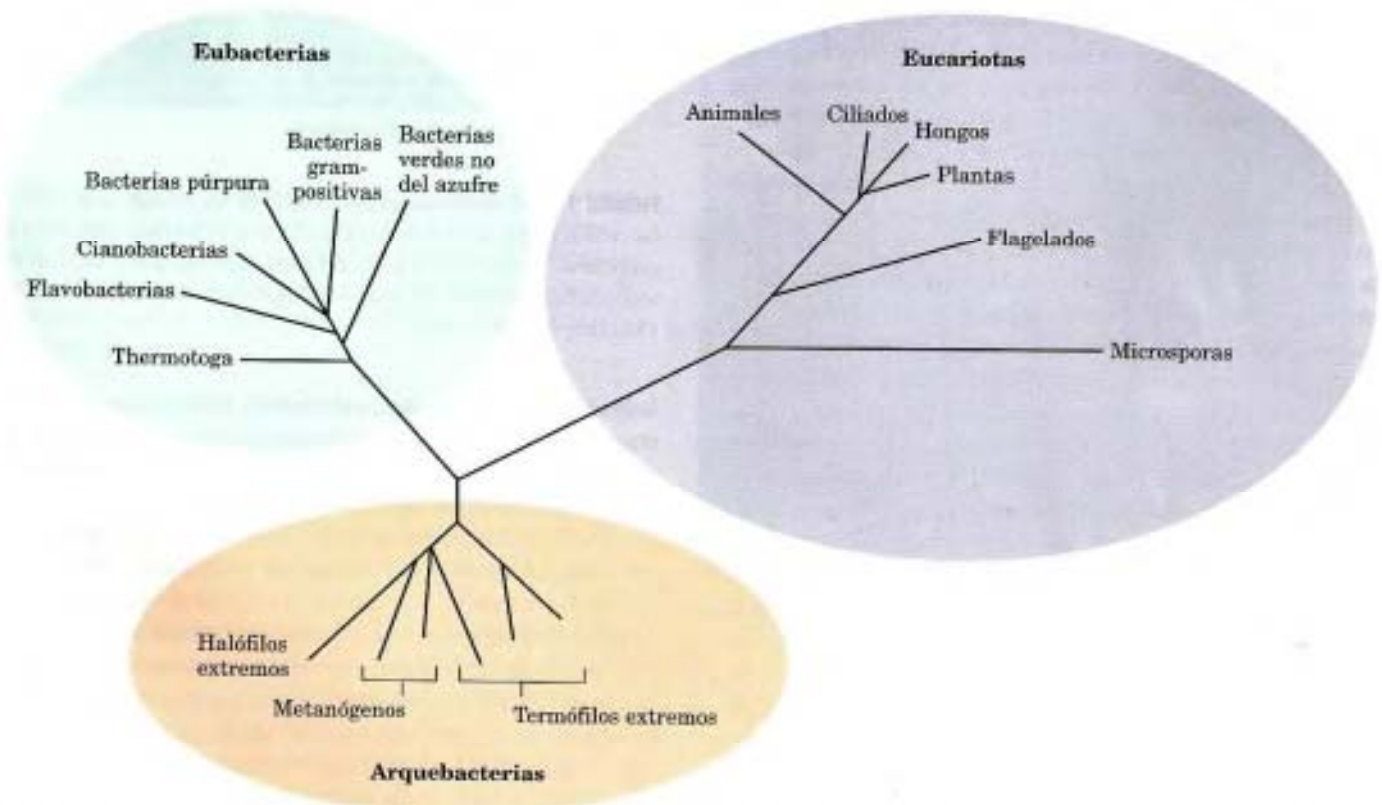 Eubacterias
Bacterias púrpura
Bacterias
gram-
positivas
Bacterias
verdes no
del azufre
Cianobacterias
Flavobacterias
Thermotoga
Eucariotas
Animales
Ciliados
Hongos
Plantas
Flagelados
Microsporas
Halófilos
extremos
Metanógenos
Termófilos extremos
Arquebacterias